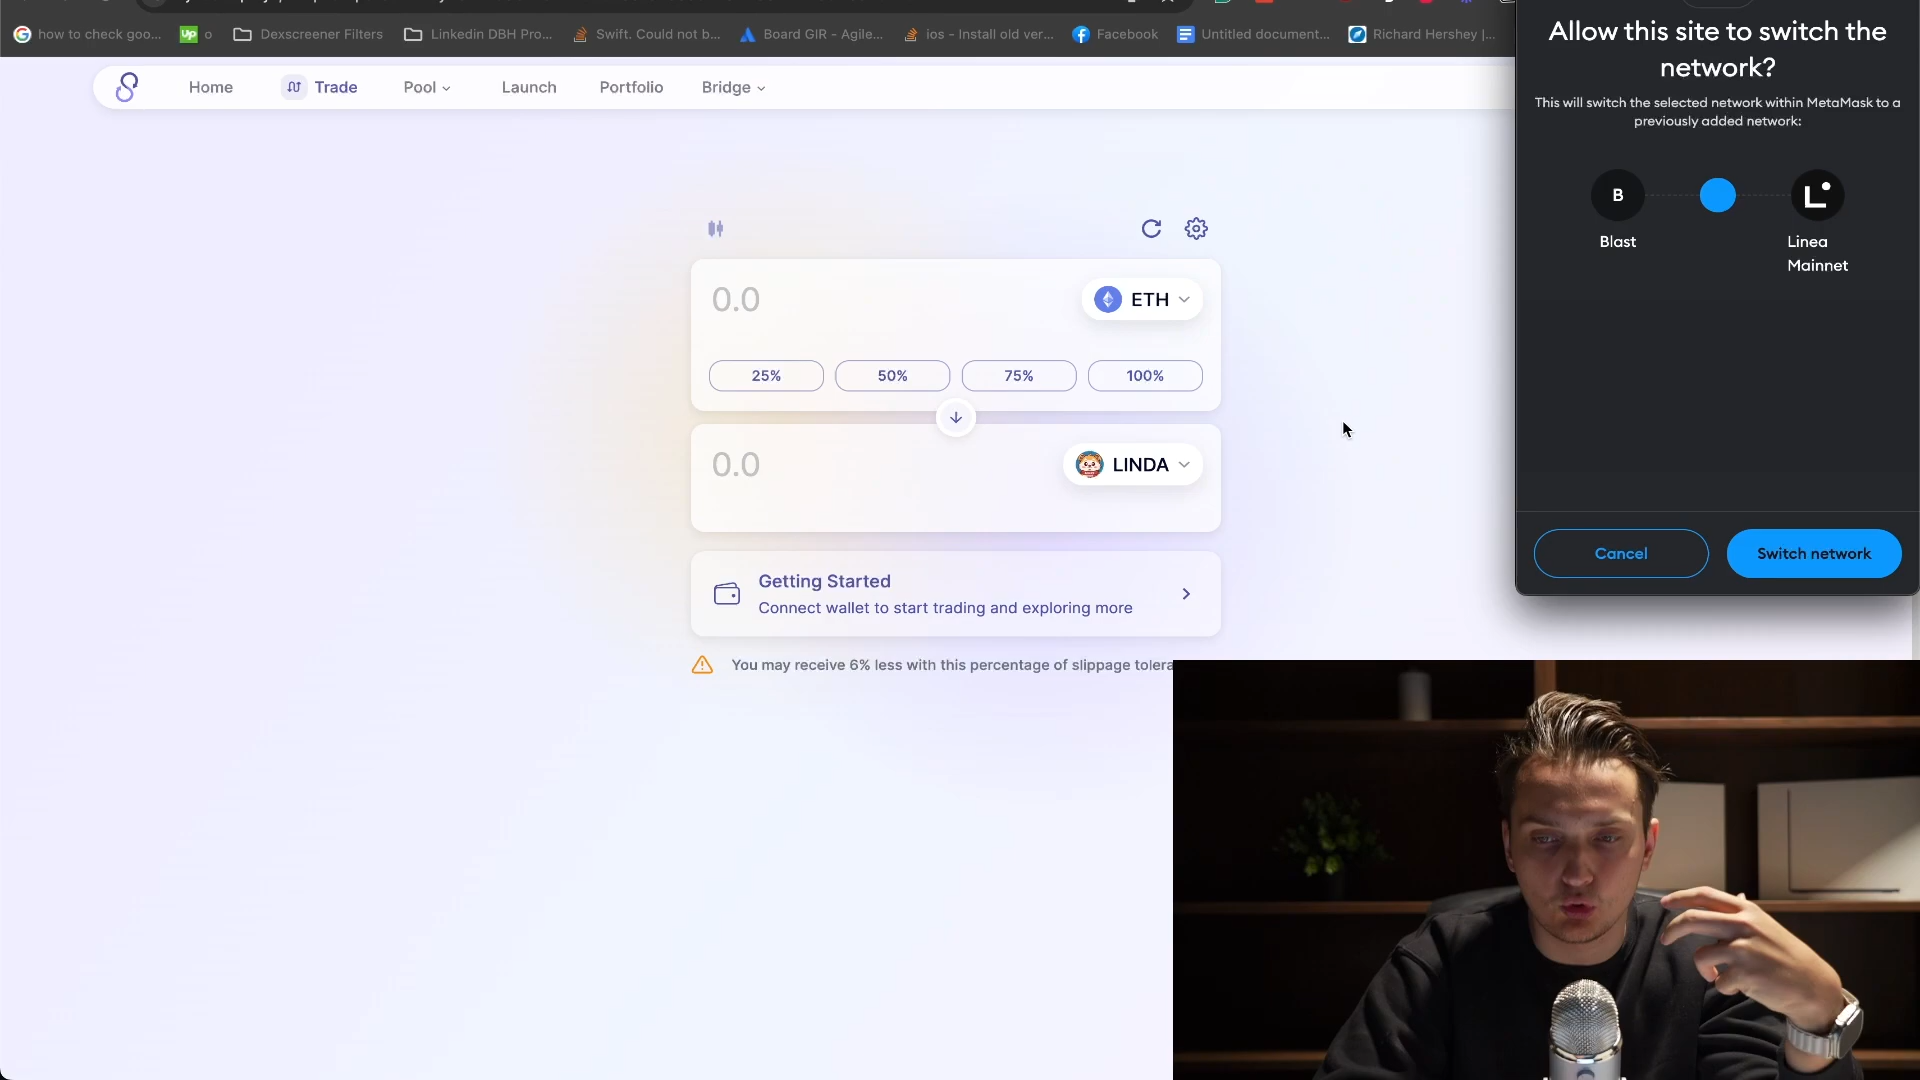 how to check goo...
Up o
Dexscreener Filters
Linkedin DBH Pro...
Swift. Could not b...
Board GIR - Agile...
ios - Install old ver...
Facebook
Untitled document...
Richard Hershey |...
Home
Trade
Pool
Launch
Portfolio
Bridge
0.0
ETH
25%
50%
75%
100%
0.0
LINDA
Getting Started
Connect wallet to start trading and exploring more
You may receive 6% less with this percentage of slippage tolera
Allow this site to switch the
network?
This will switch the selected network within MetaMask to a
previously added network:
B
Blast
Linea
Mainnet
Cancel
Switch network